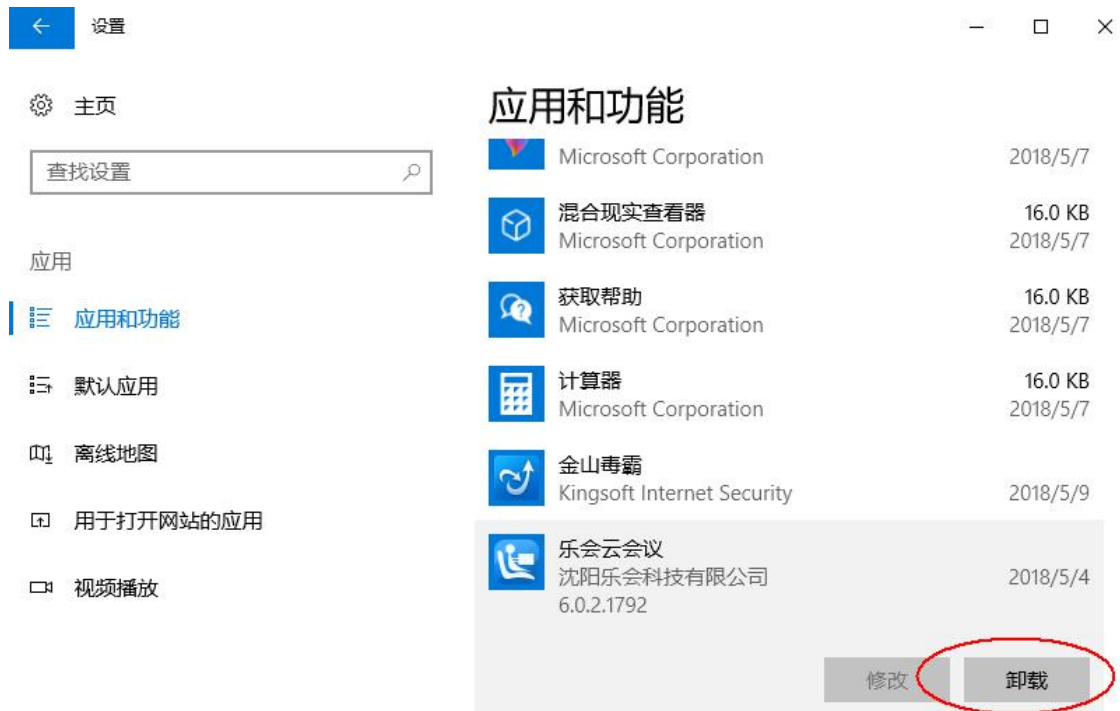 设置
主页
查找设置
应用
应用和功能
默认应用
离线地图
用于打开网站的应用
视频播放
应用和功能
Microsoft Corporation 2018/5/7
混合现实查看器 16.0 KB
Microsoft Corporation 2018/5/7
获取帮助 16.0 KB
Microsoft Corporation 2018/5/7
计算器 16.0 KB
Microsoft Corporation 2018/5/7
金山毒霸
Kingsoft Internet Security 2018/5/9
乐会云会议
沈阳乐会科技有限公司 2018/5/4
6.0.2.1792
修改 卸载